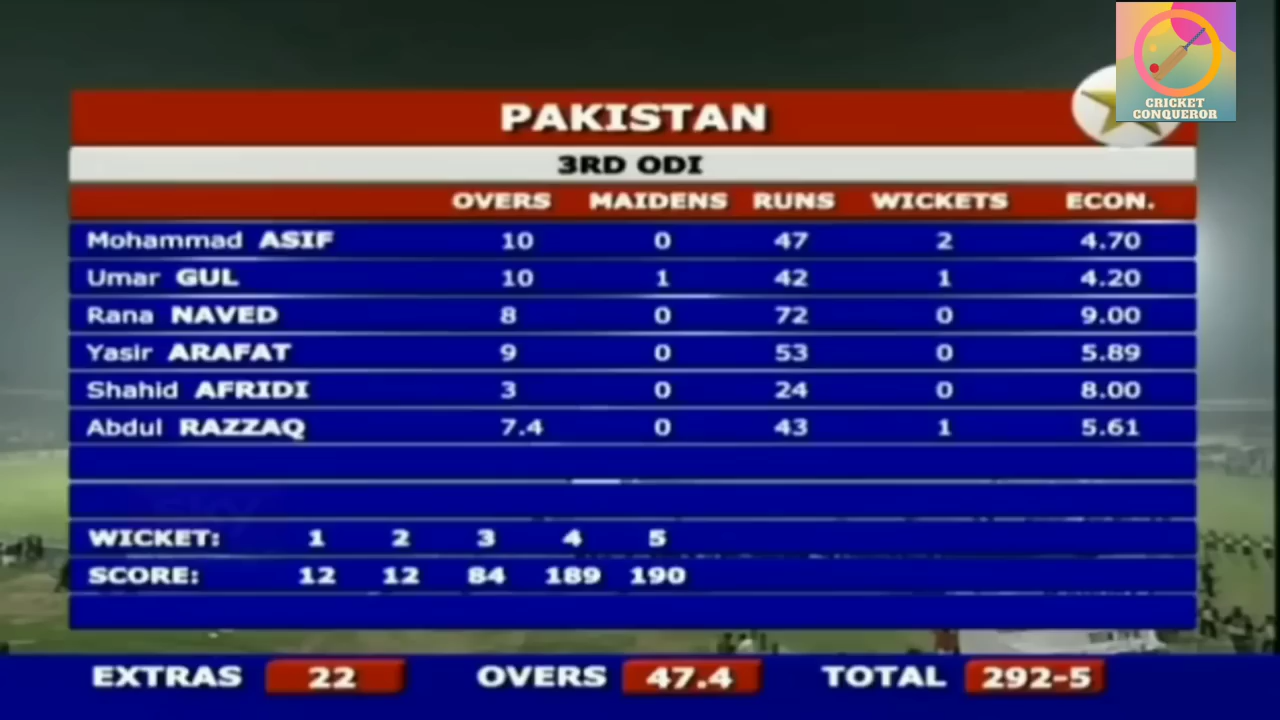 CRICKET
CONQUEROR
PAKISTAN
3RD ODI
OVERS MAIDENS RUNS WICKETS ECON.
Mohammad ASIF 10 0 47 2 4.70
Umar GUL 10 1 42 1 4.20
Rana NAVED 8 0 72 0 9.00
Yasir ARAFAT 9 0 53 0 5.89
Shahid AFRIDI 3 0 24 0 8.00
Abdul RAZZAQ 7.4 0 43 1 5.61
WICKET: 1 2 3 4 5
SCORE: 12 12 84 189 190
EXTRAS 22 OVERS 47.4 TOTAL 292-5